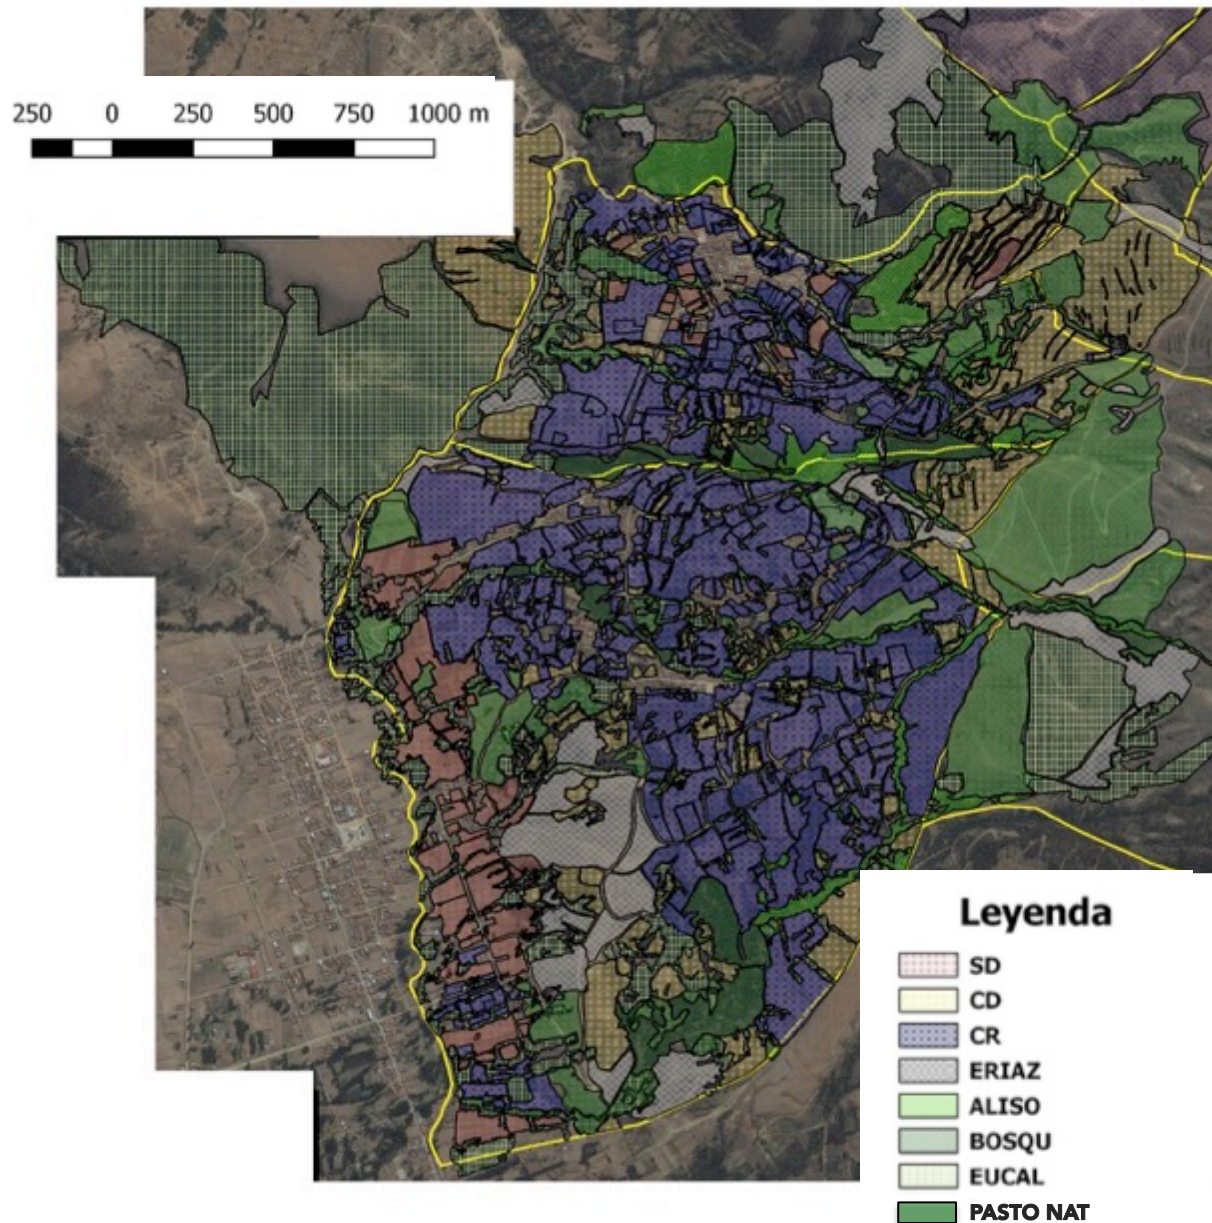 250 0 250 500 750 1000 m
Leyenda
SD
CD
CR
ERIAZ
ALISO
BOSQU
EUCAL
PASTO NAT